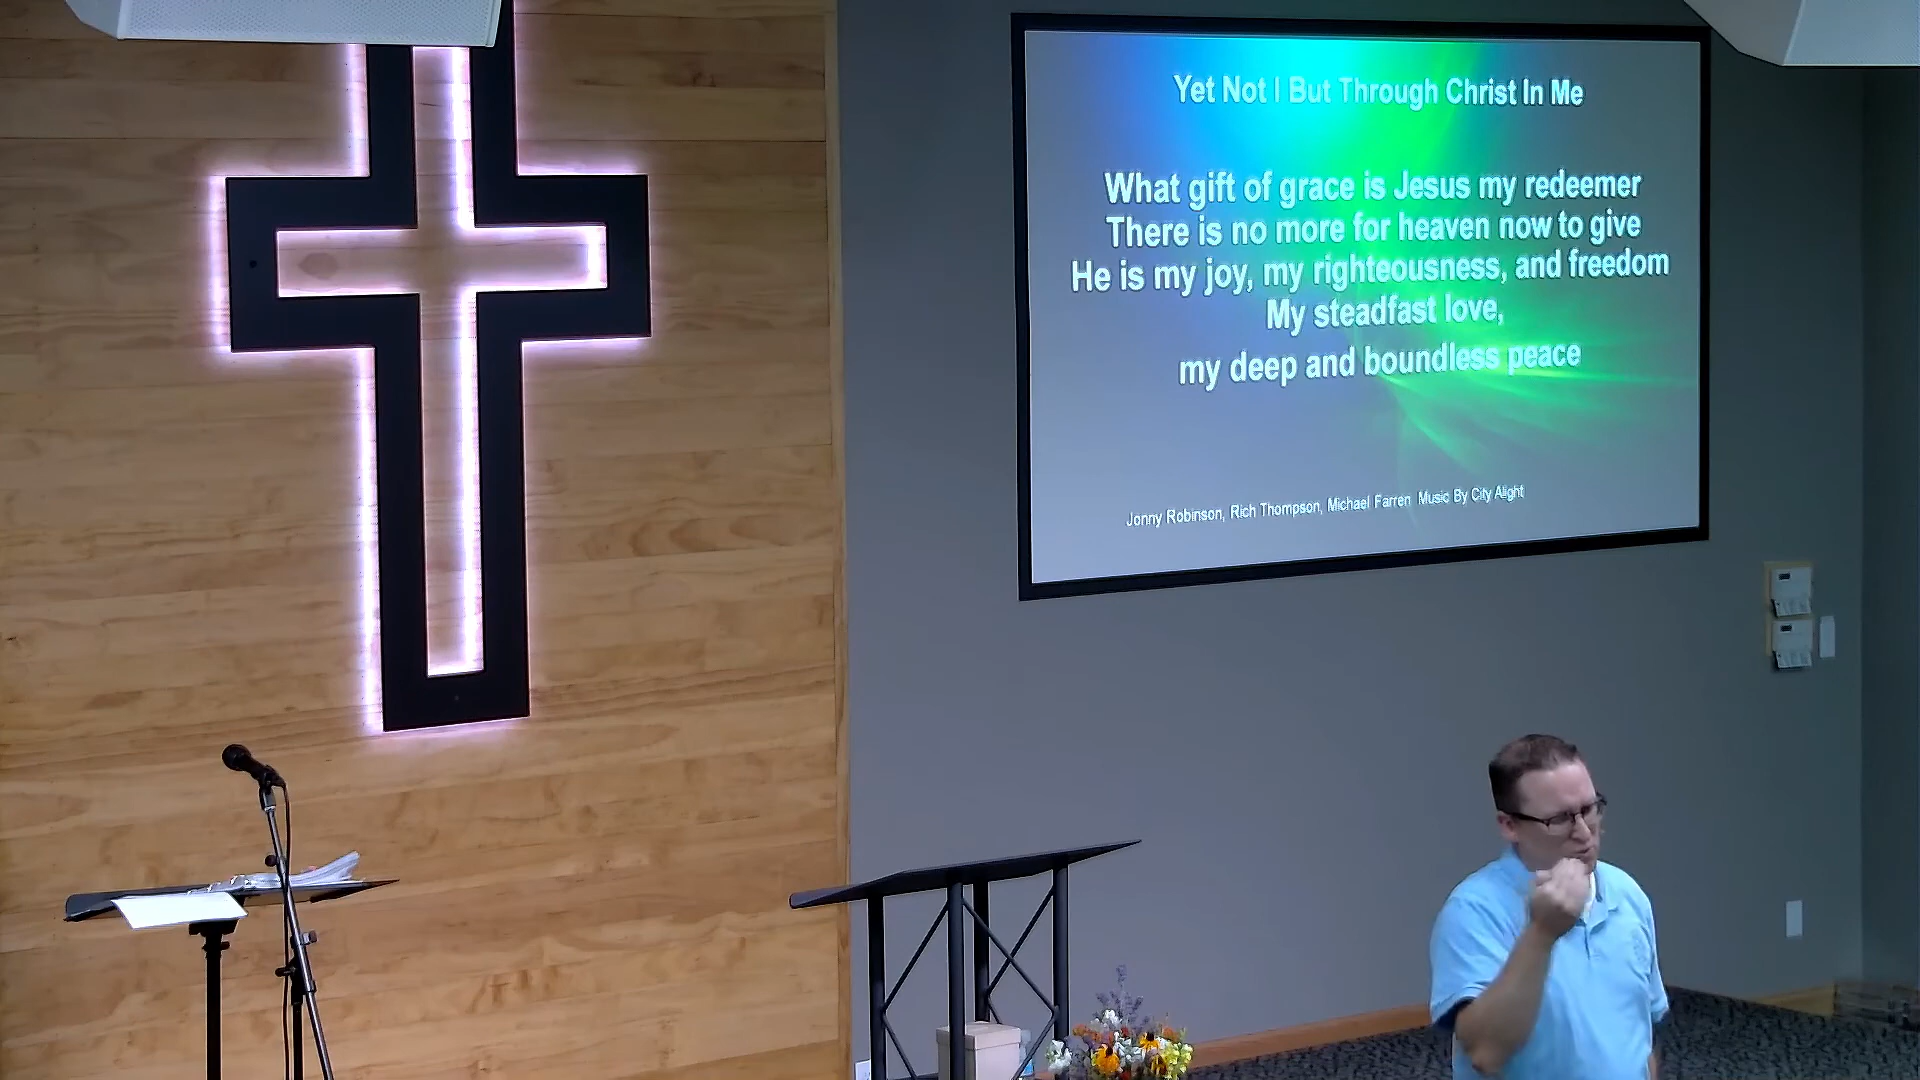 Yet Not I But Through Christ In Me
What gift of grace is Jesus my redeemer
There is no more for heaven now to give
He is my joy, my righteousness, and freedom
My steadfast love,
my deep and boundless peace
Jonny Robinson, Rich Thompson, Michael Farren Music By City Alight